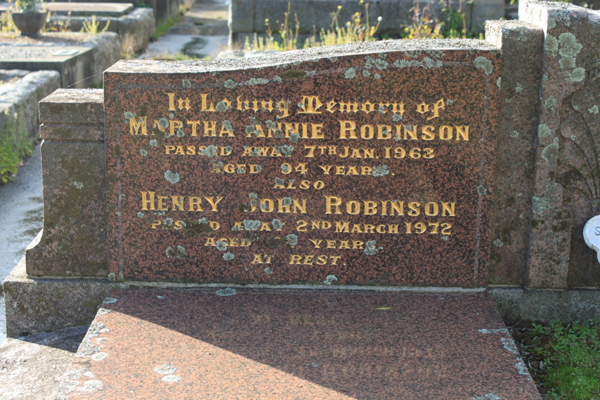 In Loving Memory of
MARTHA ANNIE ROBINSON
PASSED AWAY 7TH JAN. 1963
AGED 94 YEARS.
ALSO
HENRY JOHN ROBINSON
PASSED AWAY 2ND MARCH 1972
AGED YEARS.
AT REST.